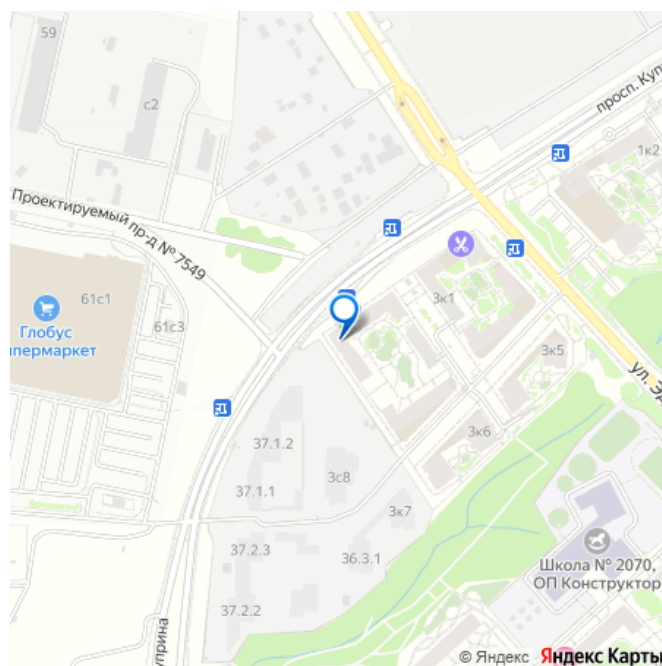 59
с2
просп. Купр
1к2
Проектируемый пр-д № 7549
61с1
61с3
Глобус
ипермаркет
3к1
3к5
ул. Эд
3к6
37.1.2
3с8
37.1.1
3к7
37.2.3
36.3.1
Школа № 2070,
ОП Конструктор
37.2.2
уприна
© Яндекс Яндекс Карты